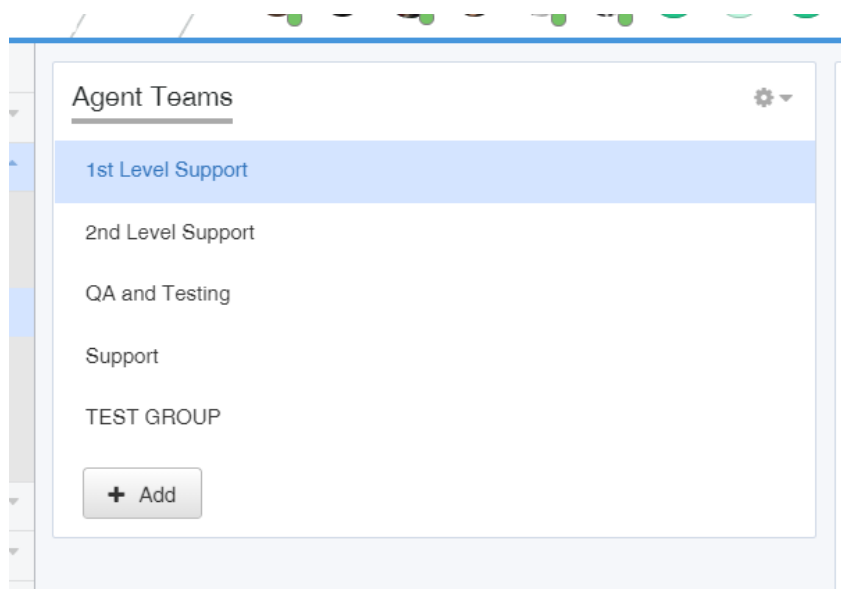 Agent Teams
1st Level Support
2nd Level Support
QA and Testing
Support
TEST GROUP
+ Add